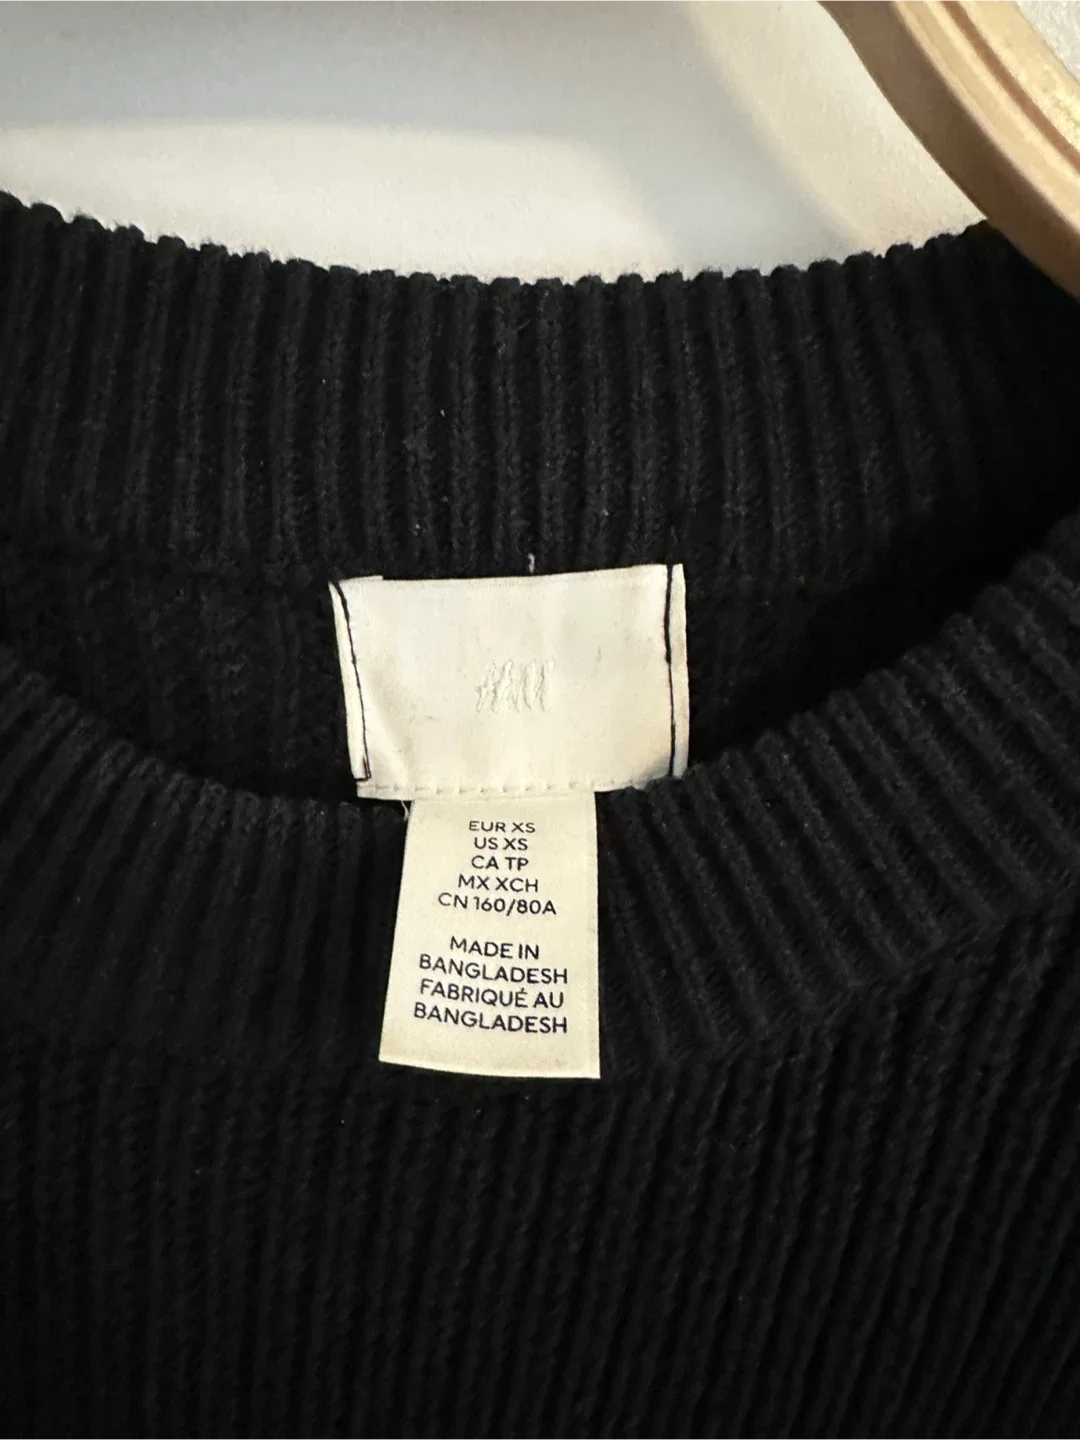 H&M
EUR XS
US XS
CA TP
MX XCH
CN 160/80A
MADE IN
BANGLADESH
FABRIQUÉ AU
BANGLADESH